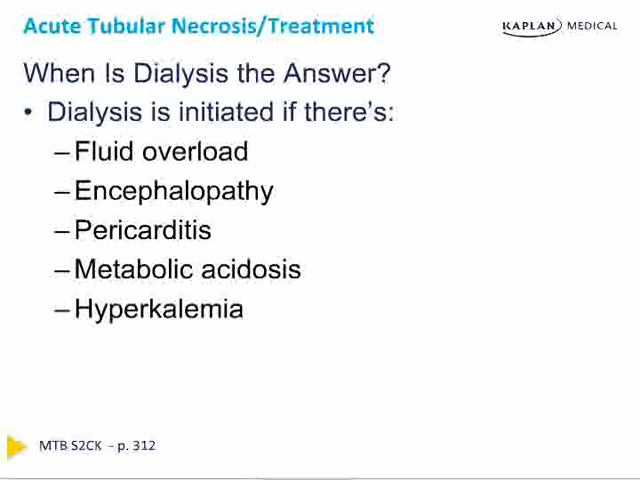 Acute Tubular Necrosis/Treatment
KAPLAN MEDICAL
When Is Dialysis the Answer?
• Dialysis is initiated if there's:
–Fluid overload
–Encephalopathy
–Pericarditis
–Metabolic acidosis
–Hyperkalemia
MTB S2CK - p. 312